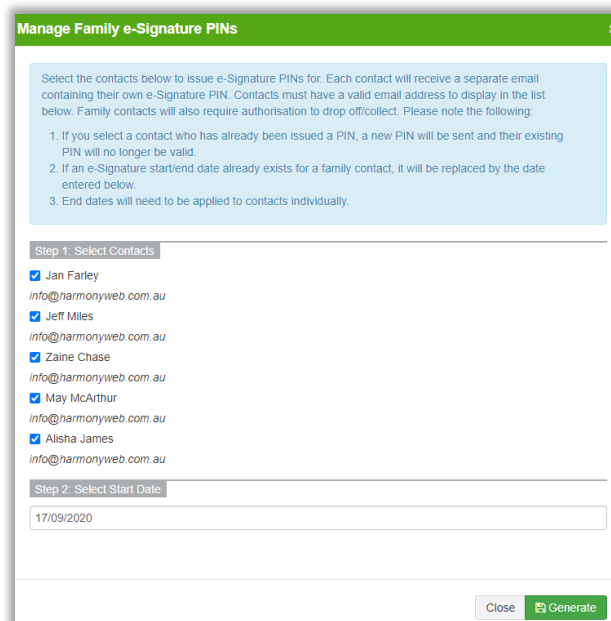 Manage Family e-Signature PINs
Select the contacts below to issue e-Signature PINs for. Each contact will receive a separate email
containing their own e-Signature PIN. Contacts must have a valid email address to display in the list
below. Family contacts will also require authorisation to drop off/collect. Please note the following:
1. If you select a contact who has already been issued a PIN, a new PIN will be sent and their existing
PIN will no longer be valid.
2. If an e-Signature start/end date already exists for a family contact, it will be replaced by the date
entered below.
3. End dates will need to be applied to contacts individually.
Step 1: Select Contacts
Jan Farley
info@harmonyweb.com.au
Jeff Miles
info@harmonyweb.com.au
Zaine Chase
info@harmonyweb.com.au
May McArthur
info@harmonyweb.com.au
Alisha James
info@harmonyweb.com.au
Step 2: Select Start Date
17/09/2020
Close Generate